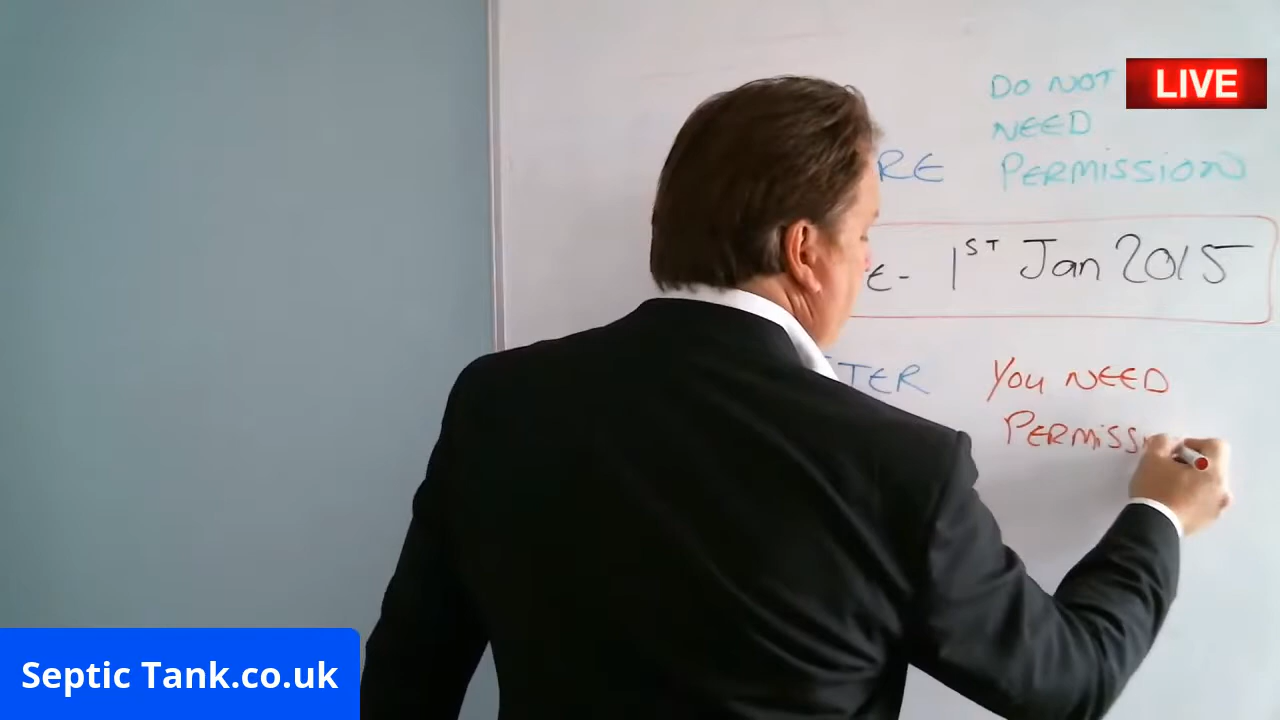 DO NOT
LIVE
NEED
RE PERMISSION
E- 1ST Jan 2015
TER YOU NEED
PERMISS
Septic Tank.co.uk